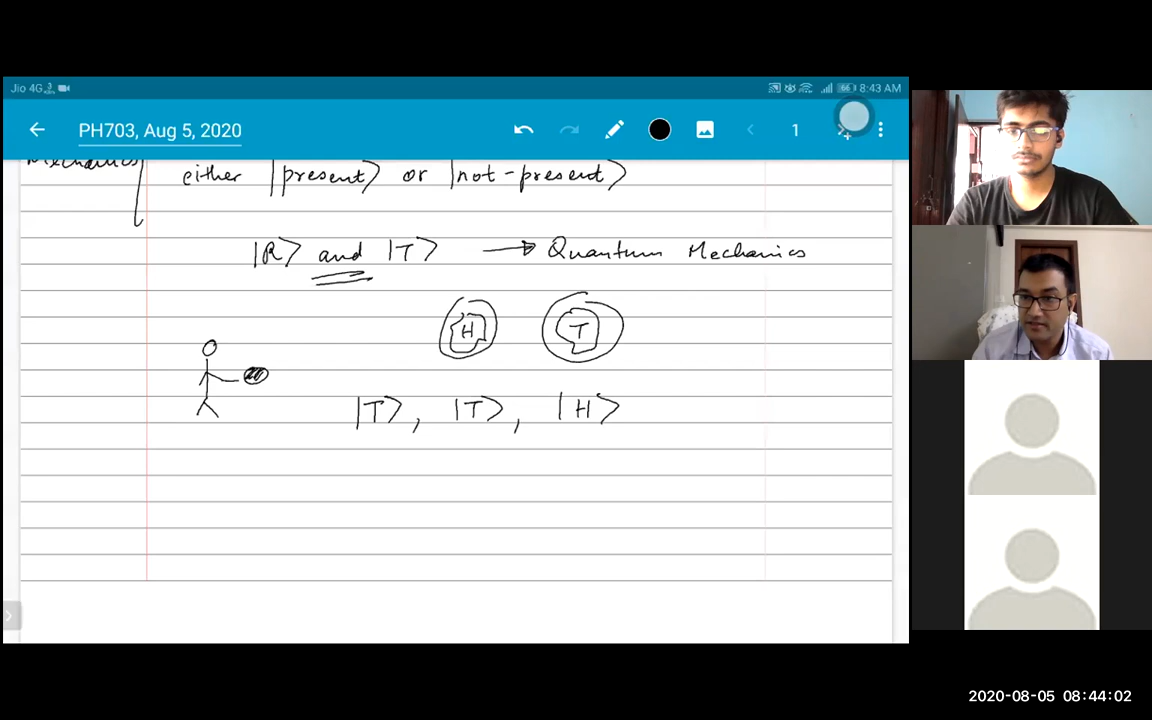 Jio 4G 8:43 AM
PH703, Aug 5, 2020 1
Mechanics either |present⟩ or |not-present⟩
|R⟩ and |T⟩ → Quantum Mechanics
H T
|T⟩, |T⟩, |H⟩
2020-08-05 08:44:02